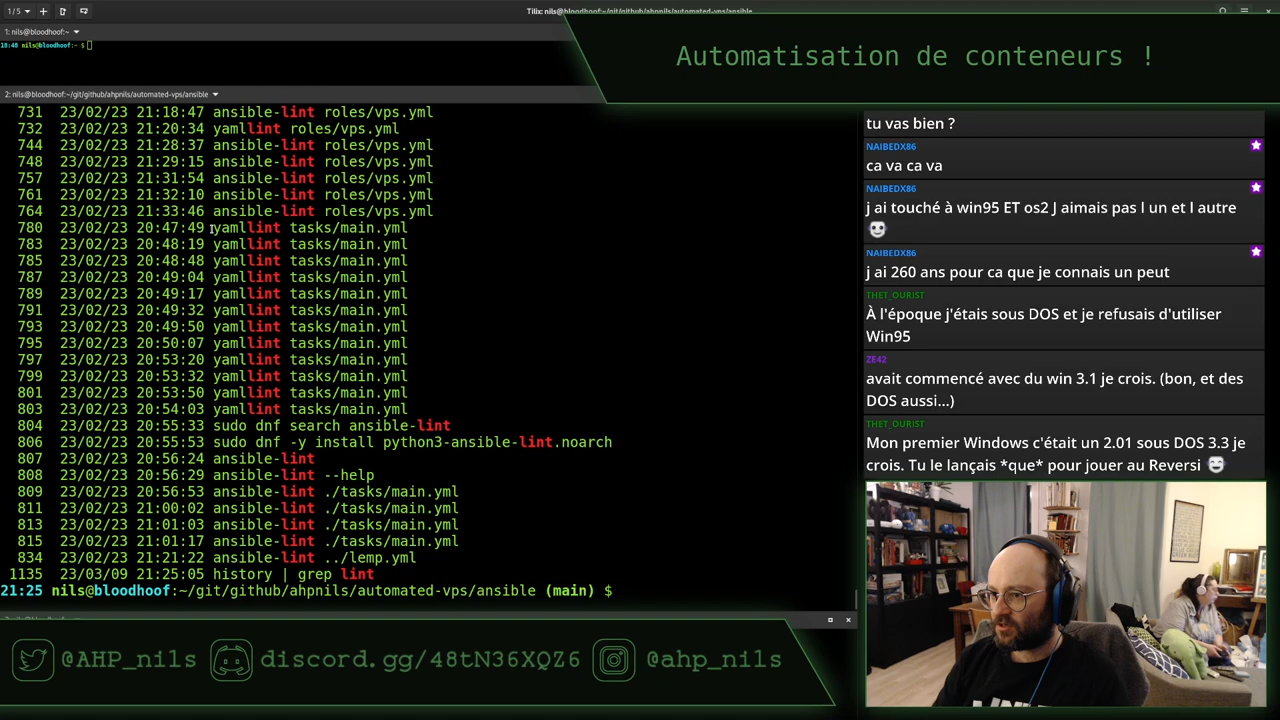 1/5
Tilix: nils@bloodhoof:~/git/github/ahpnils/automated-vps/ansible
1: nils@bloodhoof:~
18:48 nils@bloodhoof:~ $
Automatisation de conteneurs !
2: nils@bloodhoof:~/git/github/ahpnils/automated-vps/ansible
731 23/02/23 21:18:47 ansible-lint roles/vps.yml
732 23/02/23 21:20:34 yamllint roles/vps.yml
744 23/02/23 21:28:37 ansible-lint roles/vps.yml
748 23/02/23 21:29:15 ansible-lint roles/vps.yml
757 23/02/23 21:31:54 ansible-lint roles/vps.yml
761 23/02/23 21:32:10 ansible-lint roles/vps.yml
764 23/02/23 21:33:46 ansible-lint roles/vps.yml
780 23/02/23 20:47:49 yamllint tasks/main.yml
783 23/02/23 20:48:19 yamllint tasks/main.yml
785 23/02/23 20:48:48 yamllint tasks/main.yml
787 23/02/23 20:49:04 yamllint tasks/main.yml
789 23/02/23 20:49:17 yamllint tasks/main.yml
791 23/02/23 20:49:32 yamllint tasks/main.yml
793 23/02/23 20:49:50 yamllint tasks/main.yml
795 23/02/23 20:50:07 yamllint tasks/main.yml
797 23/02/23 20:53:20 yamllint tasks/main.yml
799 23/02/23 20:53:32 yamllint tasks/main.yml
801 23/02/23 20:53:50 yamllint tasks/main.yml
803 23/02/23 20:54:03 yamllint tasks/main.yml
804 23/02/23 20:55:33 sudo dnf search ansible-lint
806 23/02/23 20:55:53 sudo dnf -y install python3-ansible-lint.noarch
807 23/02/23 20:56:24 ansible-lint
808 23/02/23 20:56:29 ansible-lint --help
809 23/02/23 20:56:53 ansible-lint ./tasks/main.yml
811 23/02/23 21:00:02 ansible-lint ./tasks/main.yml
813 23/02/23 21:01:03 ansible-lint ./tasks/main.yml
815 23/02/23 21:01:17 ansible-lint ./tasks/main.yml
834 23/02/23 21:21:22 ansible-lint ../lemp.yml
1135 23/03/09 21:25:05 history | grep lint
21:25 nils@bloodhoof:~/git/github/ahpnils/automated-vps/ansible (main) $
tu vas bien ?
NAIBEDX86
ca va ca va
NAIBEDX86
j ai touché à win95 ET os2 J aimais pas l un et l autre
NAIBEDX86
j ai 260 ans pour ca que je connais un peut
THET_OURIST
À l'époque j'étais sous DOS et je refusais d'utiliser
Win95
ZE42
avait commencé avec du win 3.1 je crois. (bon, et des
DOS aussi...)
THET_OURIST
Mon premier Windows c'était un 2.01 sous DOS 3.3 je
crois. Tu le lançais *que* pour jouer au Reversi
@AHP_nils
discord.gg/48tN36XQZ6
@ahp_nils